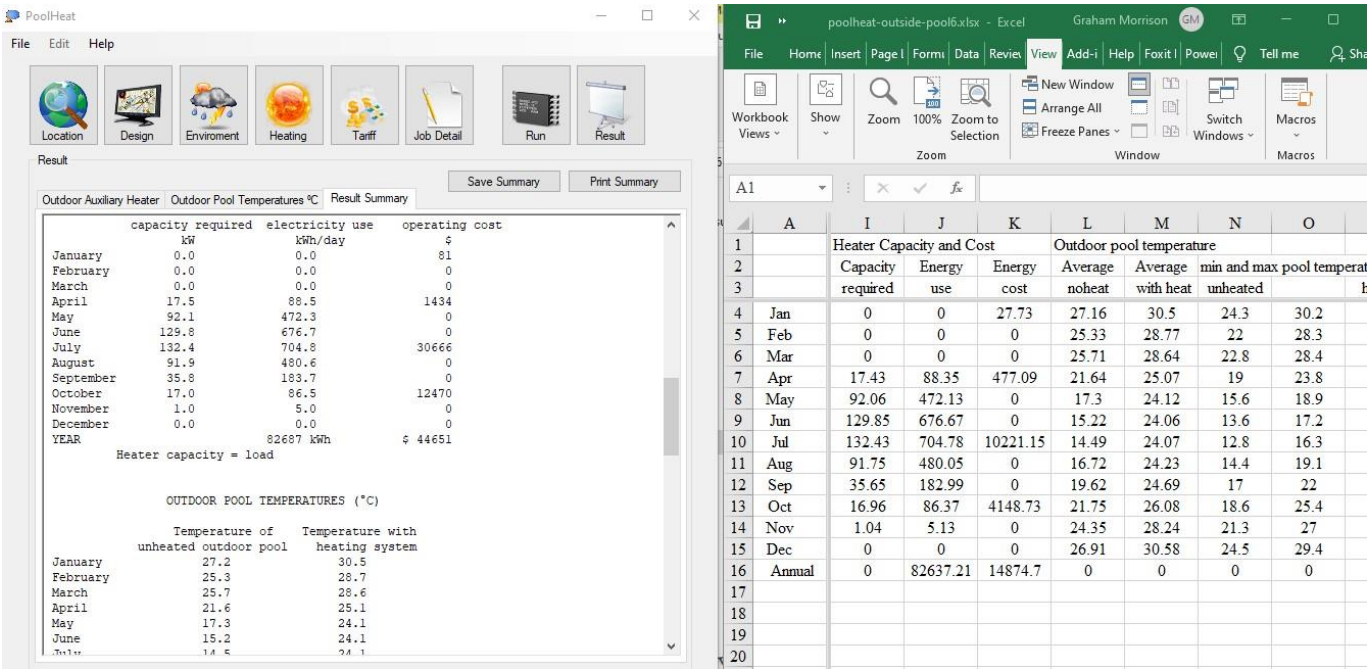 PoolHeat
File Edit Help
Location Design Enviroment Heating Tariff Job Detail Run Result
Result
Save Summary Print Summary
Outdoor Auxiliary Heater Outdoor Pool Temperatures ºC Result Summary
capacity required electricity use operating cost
kW kWh/day $
January 0.0 0.0 81
February 0.0 0.0 0
March 0.0 0.0 0
April 17.5 88.5 1434
May 92.1 472.3 0
June 129.8 676.7 0
July 132.4 704.8 30666
August 91.9 480.6 0
September 35.8 183.7 0
October 17.0 86.5 12470
November 1.0 5.0 0
December 0.0 0.0 0
YEAR 82687 kWh $ 44651
Heater capacity = load
OUTDOOR POOL TEMPERATURES (°C)
Temperature of Temperature with
unheated outdoor pool heating system
January 27.2 30.5
February 25.3 28.7
March 25.7 28.6
April 21.6 25.1
May 17.3 24.1
June 15.2 24.1
July 14.5 24.1
poolheat-outside-pool6.xlsx - Excel Graham Morrison GM
File Home Insert Page l Form Data Review View Add-i Help Foxit Power Tell me Sha
Workbook Views Show Zoom 100% Zoom to Selection New Window Arrange All Freeze Panes Switch Windows Macros
Zoom Window Macros
A1 fx
A I J K L M N O
1 Heater Capacity and Cost Outdoor pool temperature
2 Capacity Energy Energy Average Average min and max pool temperat
3 required use cost noheat with heat unheated h
4 Jan 0 0 27.73 27.16 30.5 24.3 30.2
5 Feb 0 0 0 25.33 28.77 22 28.3
6 Mar 0 0 0 25.71 28.64 22.8 28.4
7 Apr 17.43 88.35 477.09 21.64 25.07 19 23.8
8 May 92.06 472.13 0 17.3 24.12 15.6 18.9
9 Jun 129.85 676.67 0 15.22 24.06 13.6 17.2
10 Jul 132.43 704.78 10221.15 14.49 24.07 12.8 16.3
11 Aug 91.75 480.05 0 16.72 24.23 14.4 19.1
12 Sep 35.65 182.99 0 19.62 24.69 17 22
13 Oct 16.96 86.37 4148.73 21.75 26.08 18.6 25.4
14 Nov 1.04 5.13 0 24.35 28.24 21.3 27
15 Dec 0 0 0 26.91 30.58 24.5 29.4
16 Annual 0 82637.21 14874.7 0 0 0 0
17
18
19
20